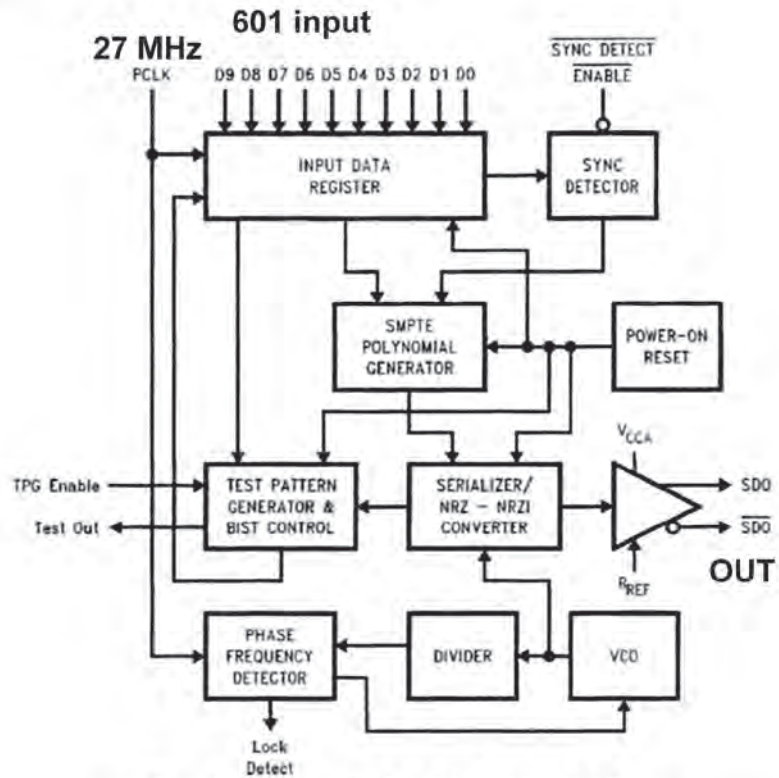 601 input
27 MHz
PCLK
D9 D8 D7 D6 D5 D4 D3 D2 D1 D0
SYNC DETECT
ENABLE
INPUT DATA
REGISTER
SYNC
DETECTOR
SMPTE
POLYNOMIAL
GENERATOR
POWER-ON
RESET
TPG Enable
Test Out
TEST PATTERN
GENERATOR &
BIST CONTROL
SERIALIZER/
NRZ - NRZI
CONVERTER
VCCA
SDO
SDO
OUT
RREF
PHASE
FREQUENCY
DETECTOR
DIVIDER
VCO
Lock
Detect